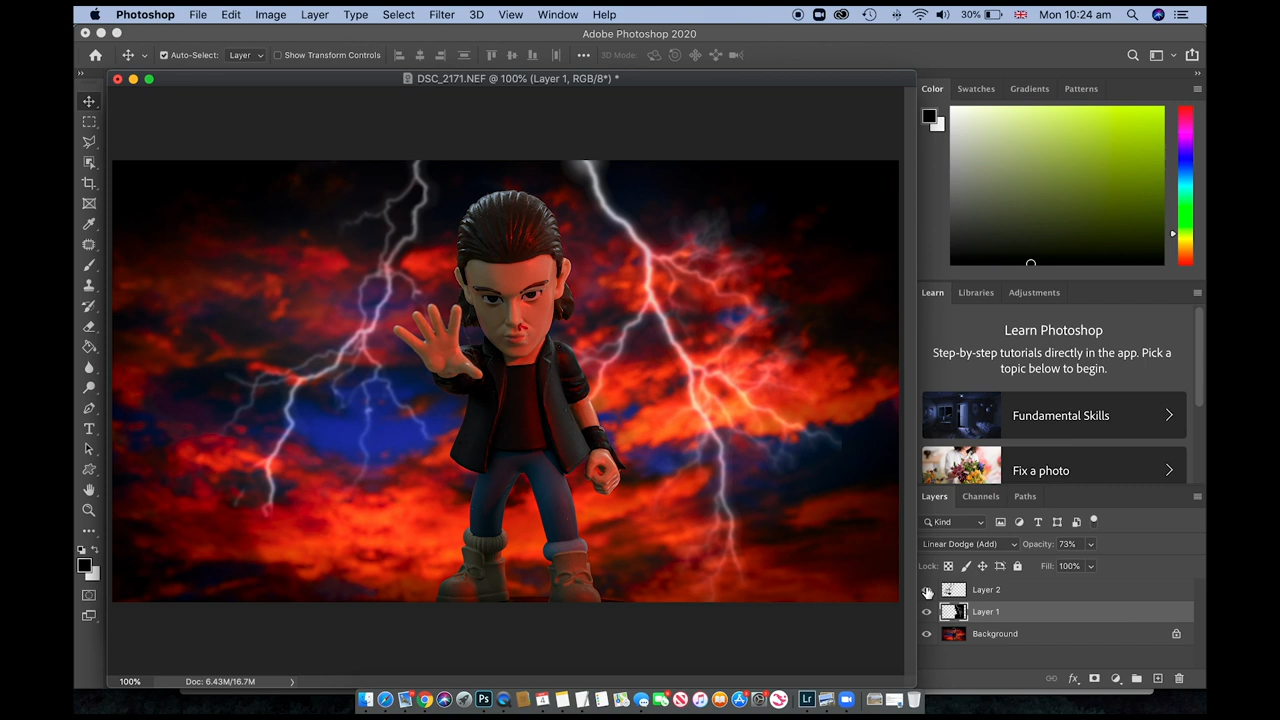 Photoshop File Edit Image Layer Type Select Filter 3D View Window Help 30% Mon 10:24 am
Adobe Photoshop 2020
Auto-Select: Layer Show Transform Controls 3D Mode:
DSC_2171.NEF @ 100% (Layer 1, RGB/8*) *
Color Swatches Gradients Patterns
Learn Libraries Adjustments
Learn Photoshop
Step-by-step tutorials directly in the app. Pick a
topic below to begin.
Fundamental Skills
Fix a photo
Layers Channels Paths
Kind
Linear Dodge (Add) Opacity: 73%
Lock: Fill: 100%
Layer 2
Layer 1
Background
100% Doc: 6.43M/16.7M